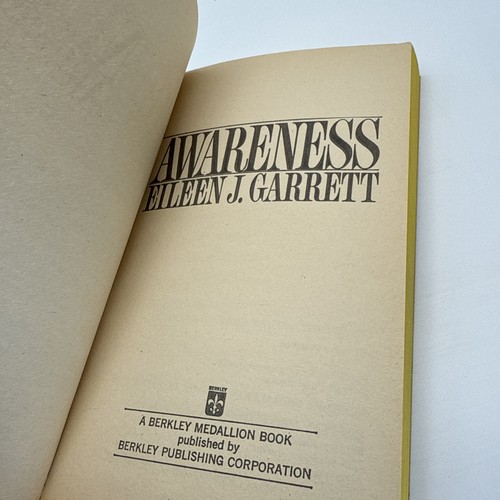 AWARENESS
EILEEN J. GARRETT
BERKLEY
A BERKLEY MEDALLION BOOK
published by
BERKLEY PUBLISHING CORPORATION